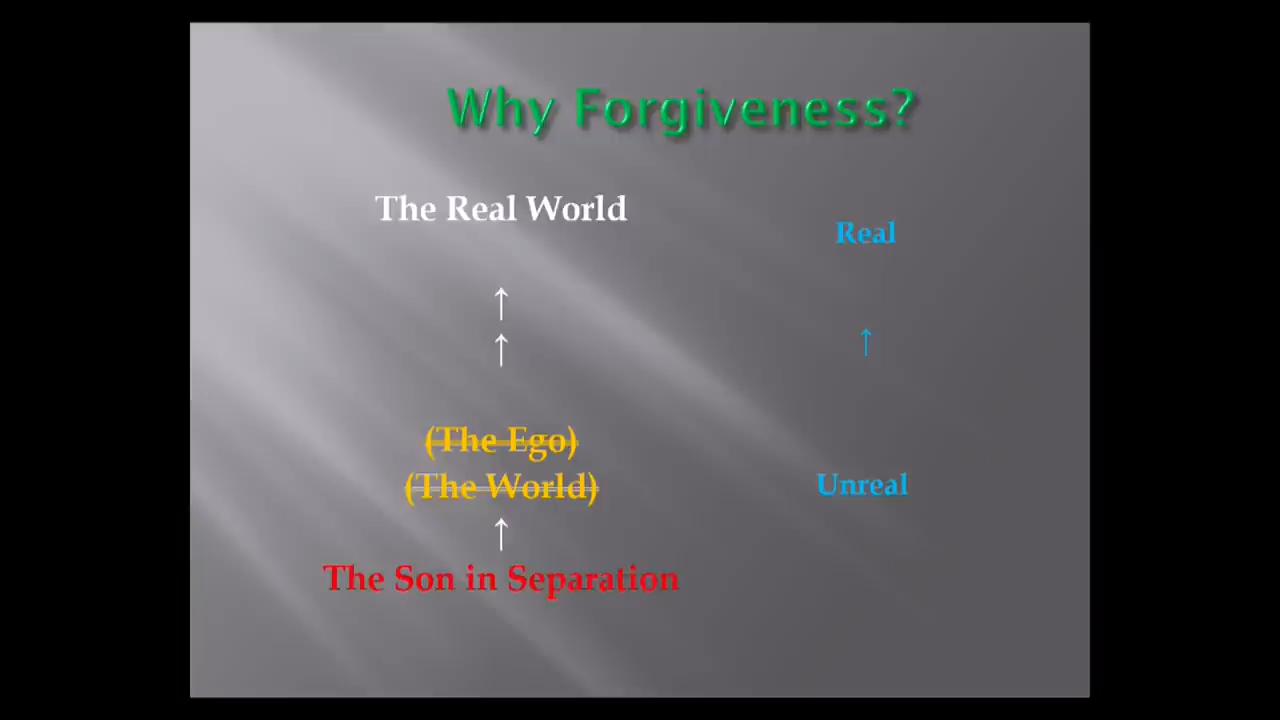 Why Forgiveness?
The Real World
Real
↑
↑
↑
(The Ego)
(The World)
Unreal
↑
The Son in Separation